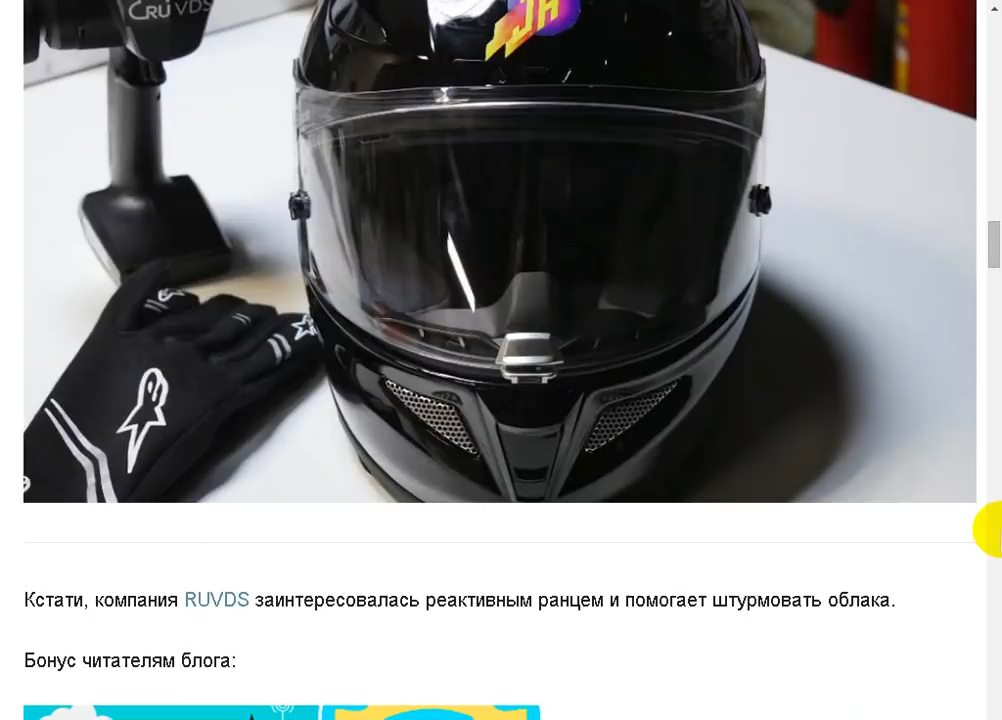 RUVDS
Кстати, компания RUVDS заинтересовалась реактивным ранцем и помогает штурмовать облака.
Бонус читателям блога: